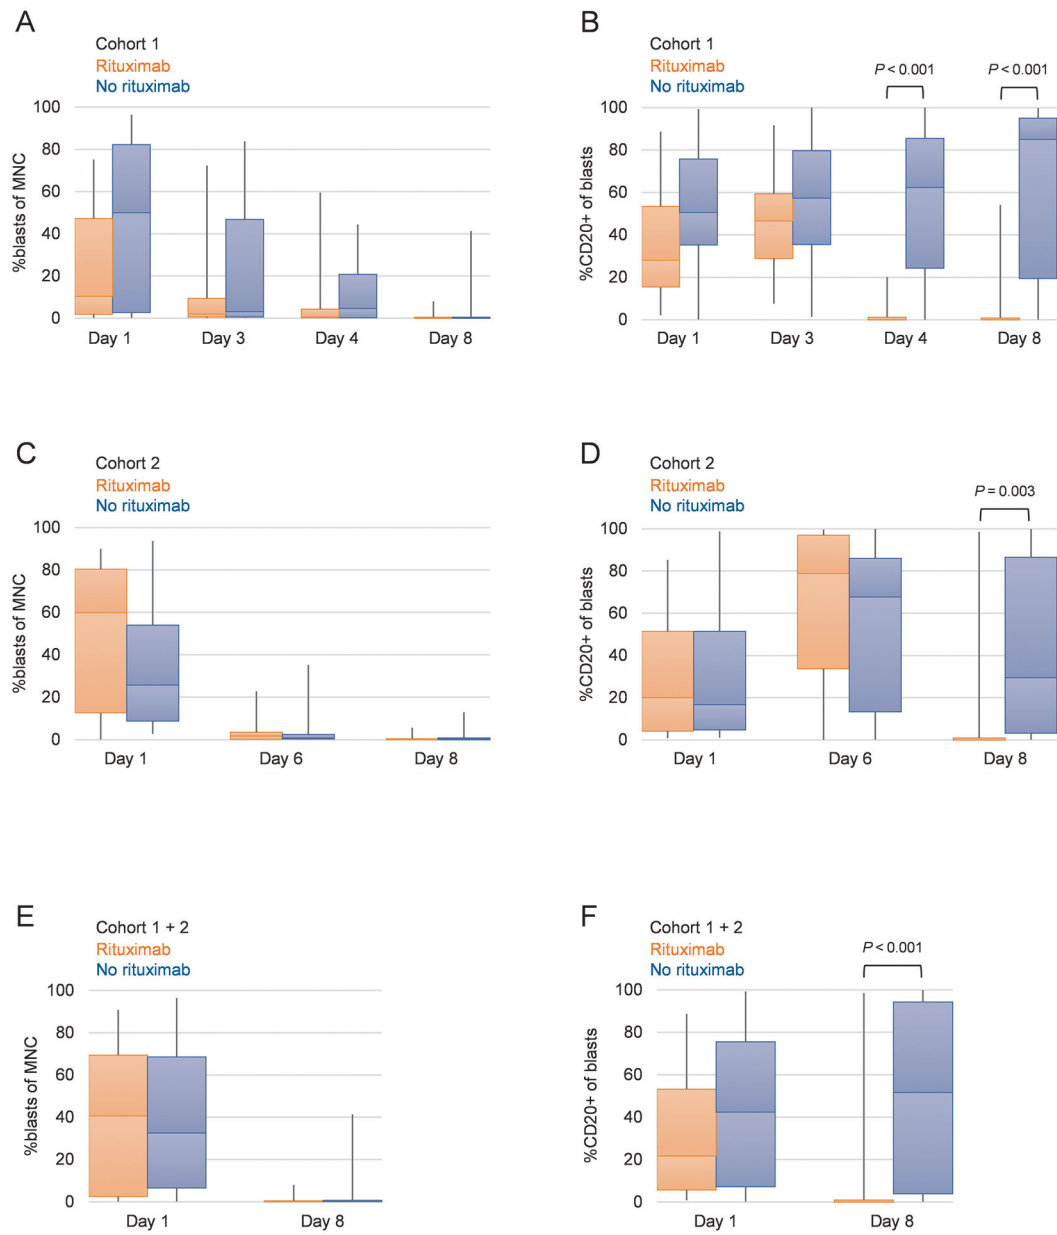 A
Cohort 1
Rituximab
No rituximab
%blasts of MNC
100
80
60
40
20
0
Day 1
Day 3
Day 4
Day 8
B
Cohort 1
Rituximab
No rituximab
P < 0.001
P < 0.001
%CD20+ of blasts
100
80
60
40
20
0
Day 1
Day 3
Day 4
Day 8
C
Cohort 2
Rituximab
No rituximab
%blasts of MNC
100
80
60
40
20
0
Day 1
Day 6
Day 8
D
Cohort 2
Rituximab
No rituximab
P = 0.003
%CD20+ of blasts
100
80
60
40
20
0
Day 1
Day 6
Day 8
E
Cohort 1 + 2
Rituximab
No rituximab
%blasts of MNC
100
80
60
40
20
0
Day 1
Day 8
F
Cohort 1 + 2
Rituximab
No rituximab
P < 0.001
%CD20+ of blasts
100
80
60
40
20
0
Day 1
Day 8